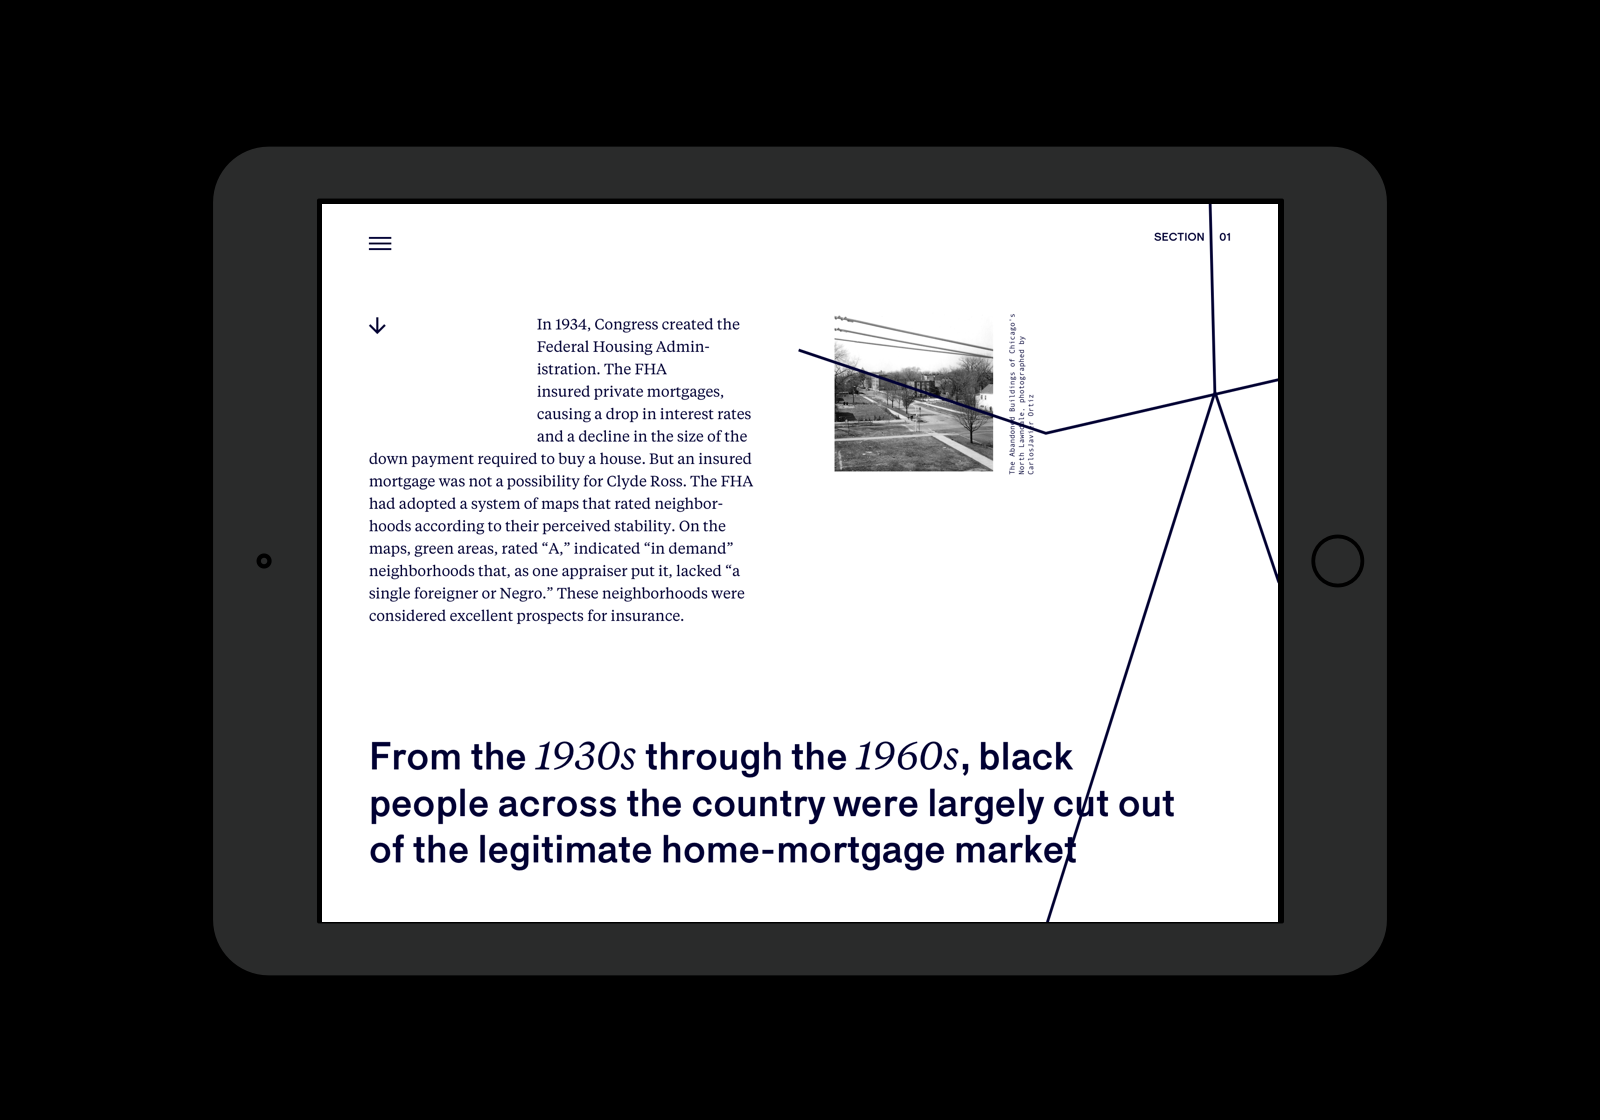 SECTION 01
In 1934, Congress created the
Federal Housing Admin-
istration. The FHA
insured private mortgages,
causing a drop in interest rates
and a decline in the size of the
down payment required to buy a house. But an insured
mortgage was not a possibility for Clyde Ross. The FHA
had adopted a system of maps that rated neighbor-
hoods according to their perceived stability. On the
maps, green areas, rated “A,” indicated “in demand”
neighborhoods that, as one appraiser put it, lacked “a
single foreigner or Negro.” These neighborhoods were
considered excellent prospects for insurance.
The Abandoned Buildings of Chicago's
North Lawndale, photographed by
CarlosJavier Ortiz
From the 1930s through the 1960s, black
people across the country were largely cut out
of the legitimate home-mortgage market